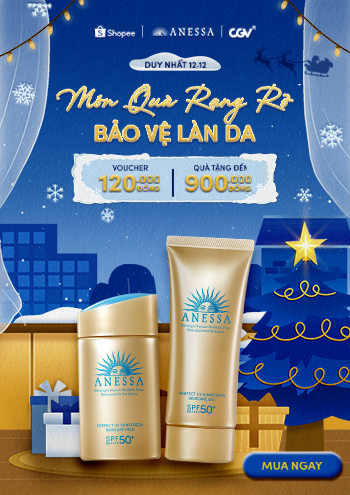 Shopee | ANESSA | CGV
DUY NHẤT 12.12
Món Quà Rạng Rỡ
BẢO VỆ LÀN DA
VOUCHER
120.000 ĐỒNG
QUÀ TẶNG ĐẾN
900.000 ĐỒNG
ANESSA
PERFECT UV SUNSCREEN
SKINCARE MILK
SPF50+
ANESSA
PERFECT UV SUNSCREEN
SKINCARE GEL
SPF50+
MUA NGAY